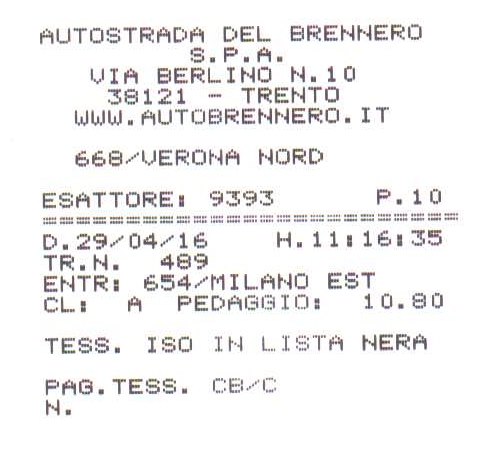 AUTOSTRADA DEL BRENNERO
S.P.A.
VIA BERLINO N.10
38121 - TRENTO
WWW.AUTOBRENNERO.IT
668/VERONA NORD
ESATTORE: 9393 P.10
================================
D.29/04/16 H.11:16:35
TR.N. 489
ENTR: 654/MILANO EST
CL: A PEDAGGIO: 10.80
TESS. ISO IN LISTA NERA
PAG.TESS. CB/C
N.